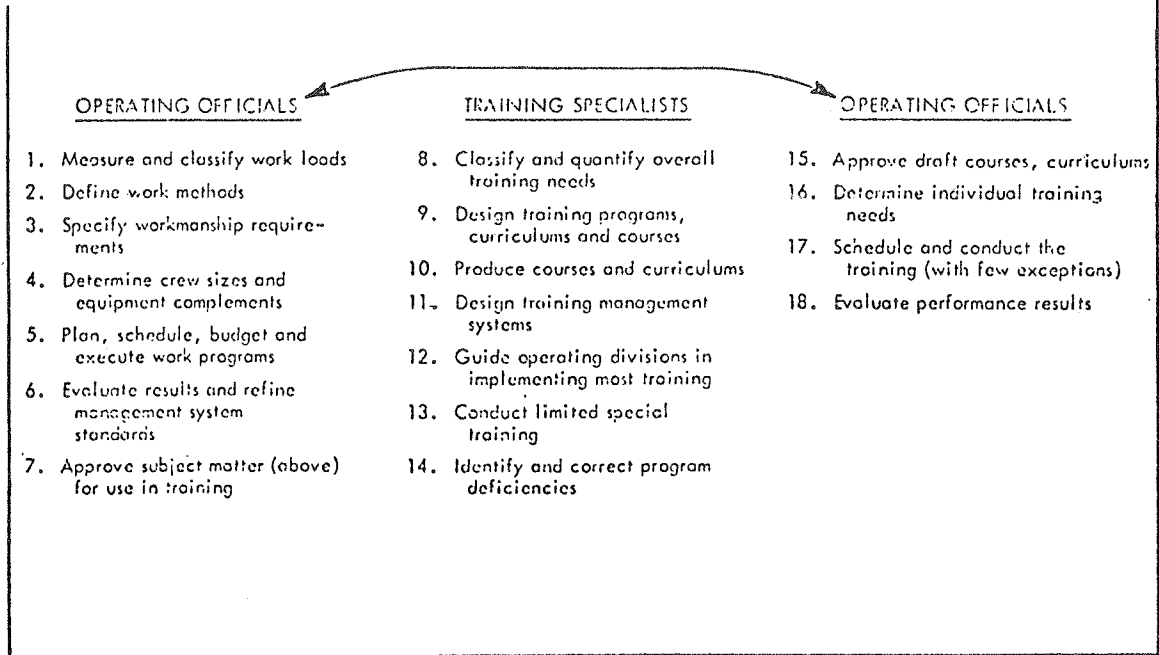 OPERATING OFFICIALS
1. Measure and classify work loads
2. Define work methods
3. Specify workmanship require-
ments
4. Determine crew sizes and
equipment complements
5. Plan, schedule, budget and
execute work programs
6. Evaluate results and refine
management system
standards
7. Approve subject matter (above)
for use in training
TRAINING SPECIALISTS
8. Classify and quantify overall
training needs
9. Design training programs,
curriculums and courses
10. Produce courses and curriculums
11. Design training management
systems
12. Guide operating divisions in
implementing most training
13. Conduct limited special
training
14. Identify and correct program
deficiencies
OPERATING OFFICIALS
15. Approve draft courses, curriculums
16. Determine individual training
needs
17. Schedule and conduct the
training (with few exceptions)
18. Evaluate performance results